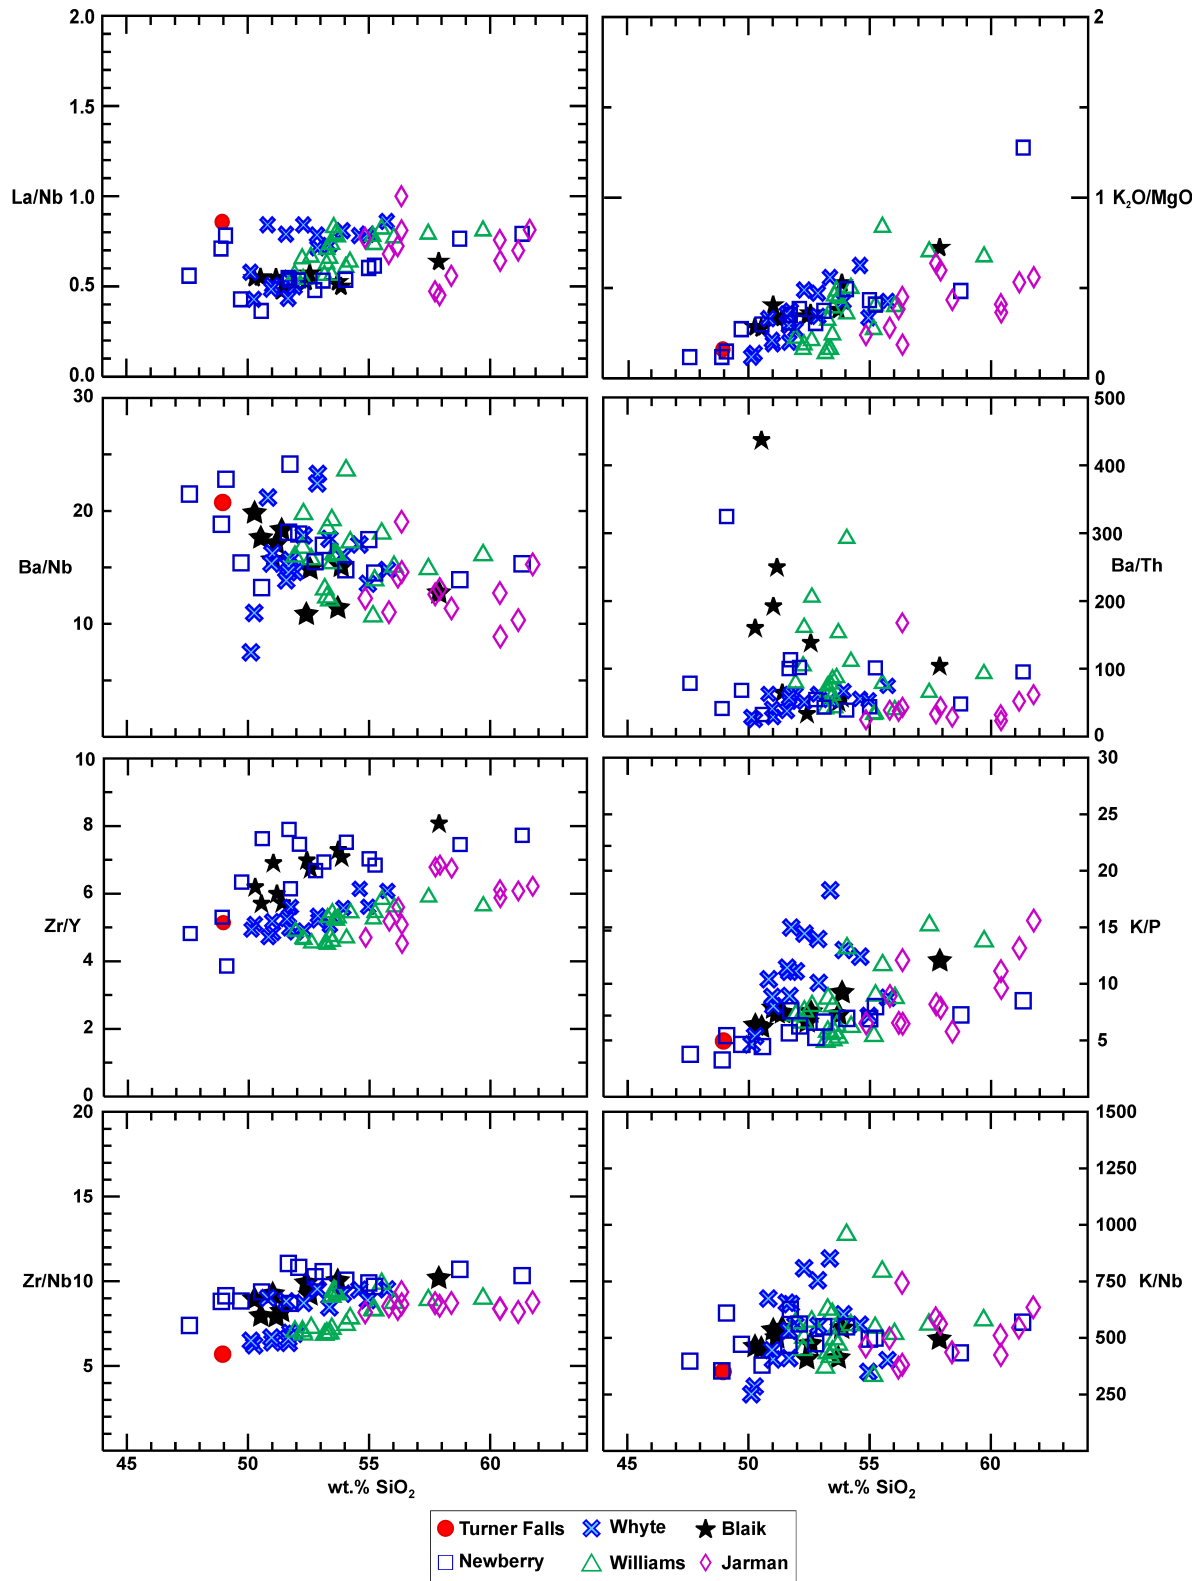 2.0
1.5
La/Nb 1.0
0.5
0.0
2
1 K₂O/MgO
0
30
20
Ba/Nb
10
500
400
300
Ba/Th
200
100
0
10
8
6
Zr/Y
4
2
0
30
25
20
15 K/P
10
5
20
15
Zr/Nb10
5
1500
1250
1000
750 K/Nb
500
250
45 50 55 60
wt.% SiO₂
45 50 55 60
wt.% SiO₂
Turner Falls Whyte Blaik
Newberry Williams Jarman